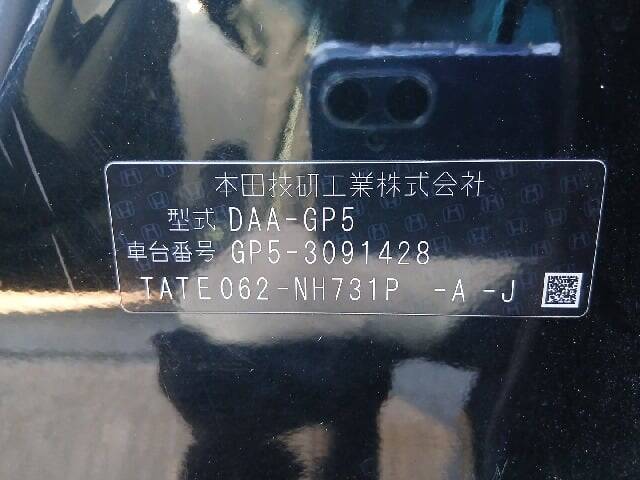 本田技研工業株式会社
型式 DAA-GP5
車台番号 GP5-3091428
TATE062-NH731P -A -J